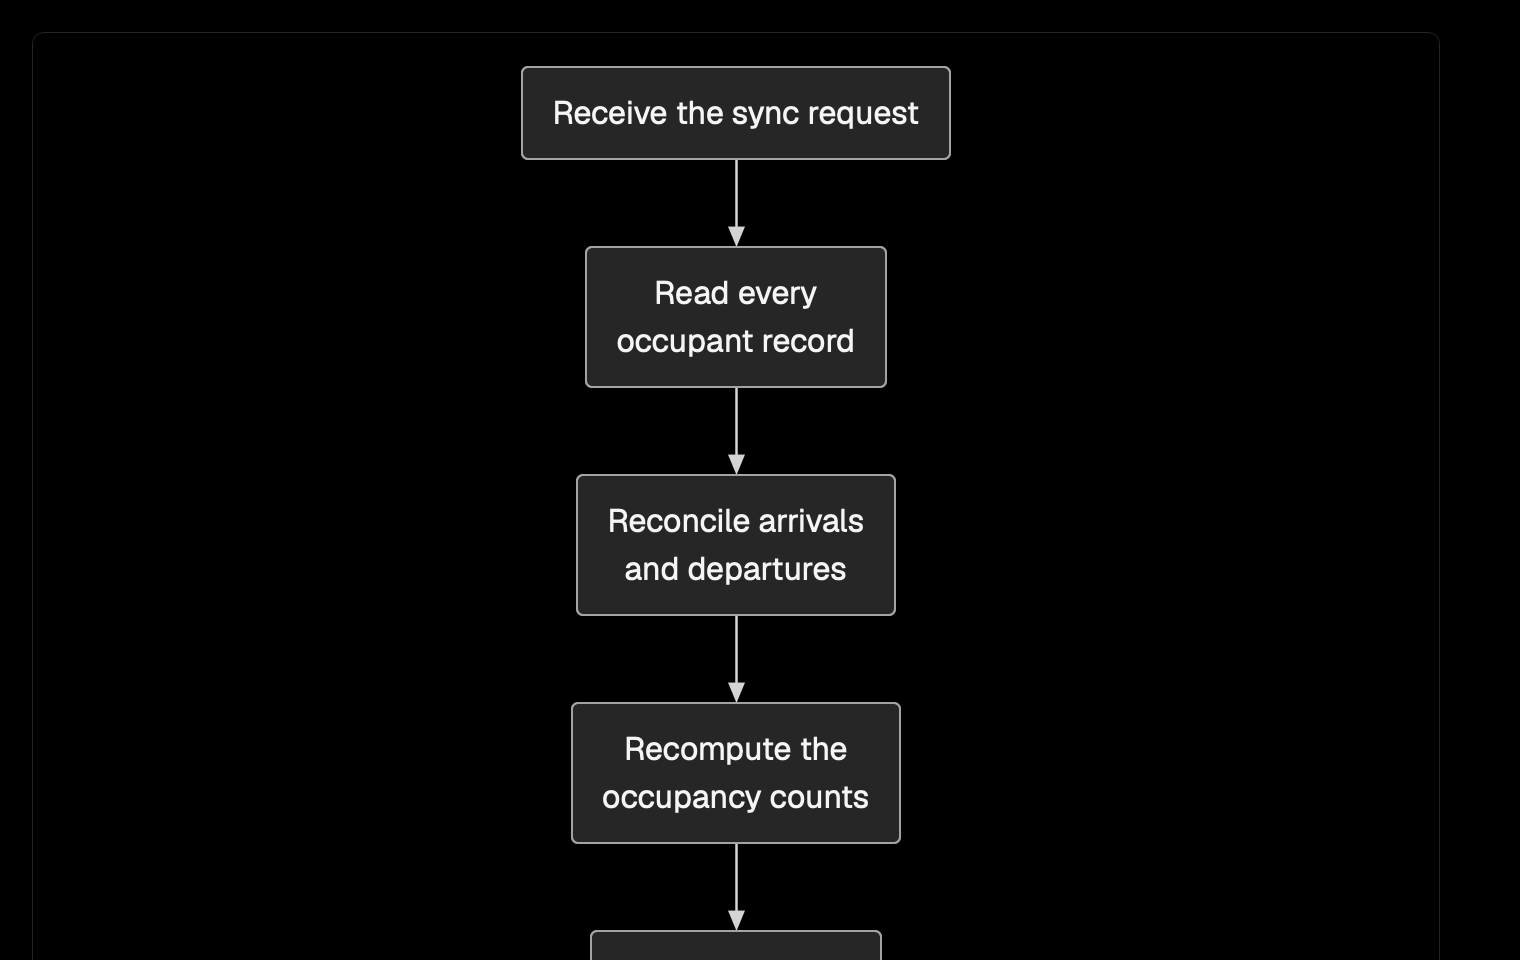 Receive the sync request
Read every
occupant record
Reconcile arrivals
and departures
Recompute the
occupancy counts